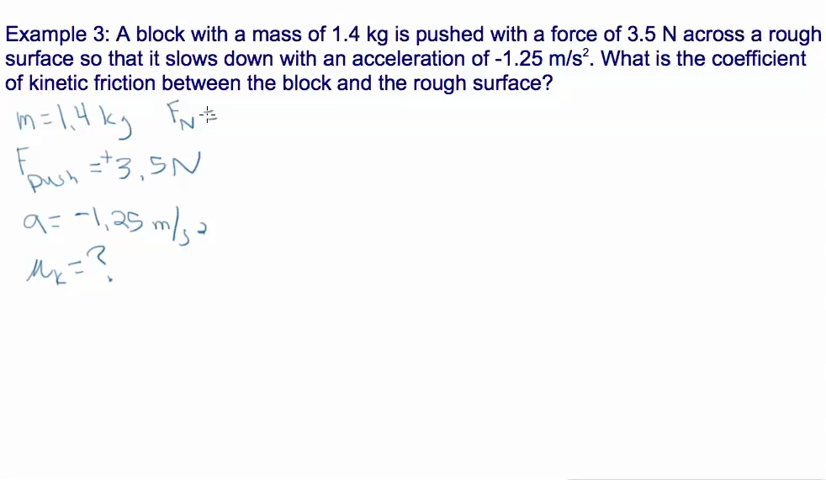 Example 3: A block with a mass of 1.4 kg is pushed with a force of 3.5 N across a rough
surface so that it slows down with an acceleration of -1.25 m/s². What is the coefficient
of kinetic friction between the block and the rough surface?
m = 1.4 kg F_N =
F_push = +3.5N
a = -1.25 m/s²
μ_k = ?